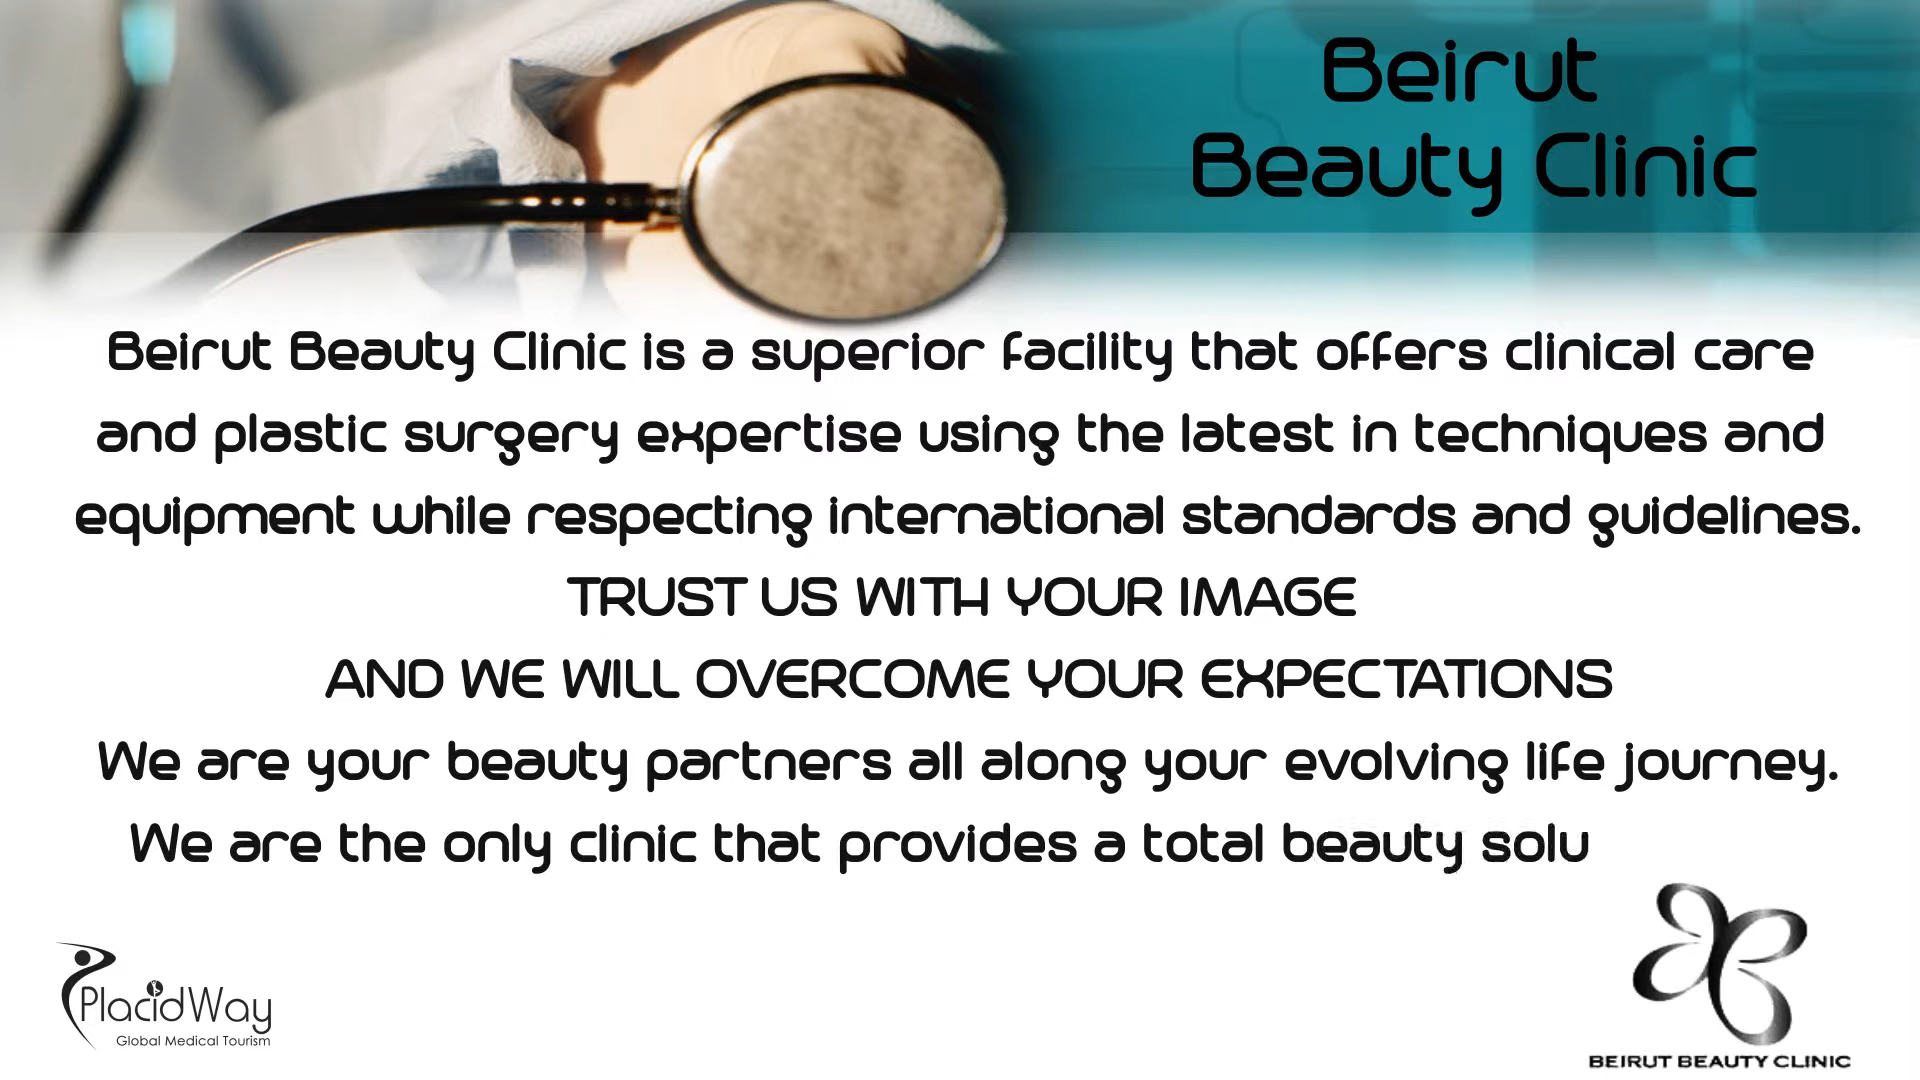 Beirut
Beauty Clinic
Beirut Beauty Clinic is a superior facility that offers clinical care
and plastic surgery expertise using the latest in techniques and
equipment while respecting international standards and guidelines.
TRUST US WITH YOUR IMAGE
AND WE WILL OVERCOME YOUR EXPECTATIONS
We are your beauty partners all along your evolving life journey.
We are the only clinic that provides a total beauty solu
PlacidWay
Global Medical Tourism
BEIRUT BEAUTY CLINIC